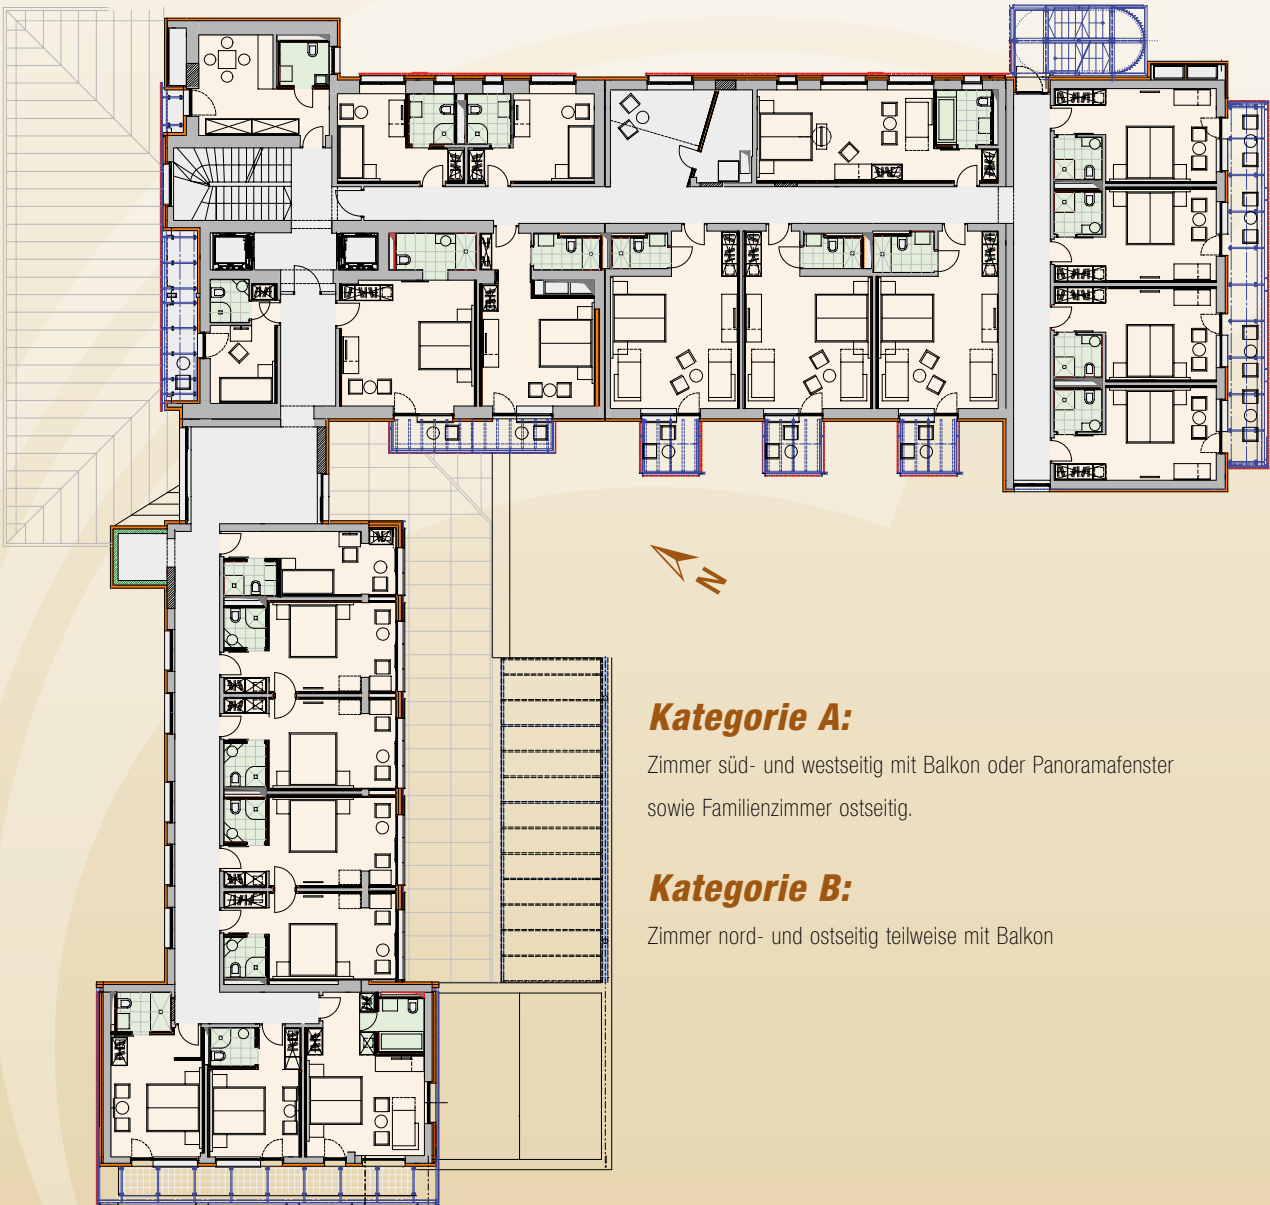 N
Kategorie A:
Zimmer süd- und westseitig mit Balkon oder Panoramafenster
sowie Familienzimmer ostseitig.
Kategorie B:
Zimmer nord- und ostseitig teilweise mit Balkon